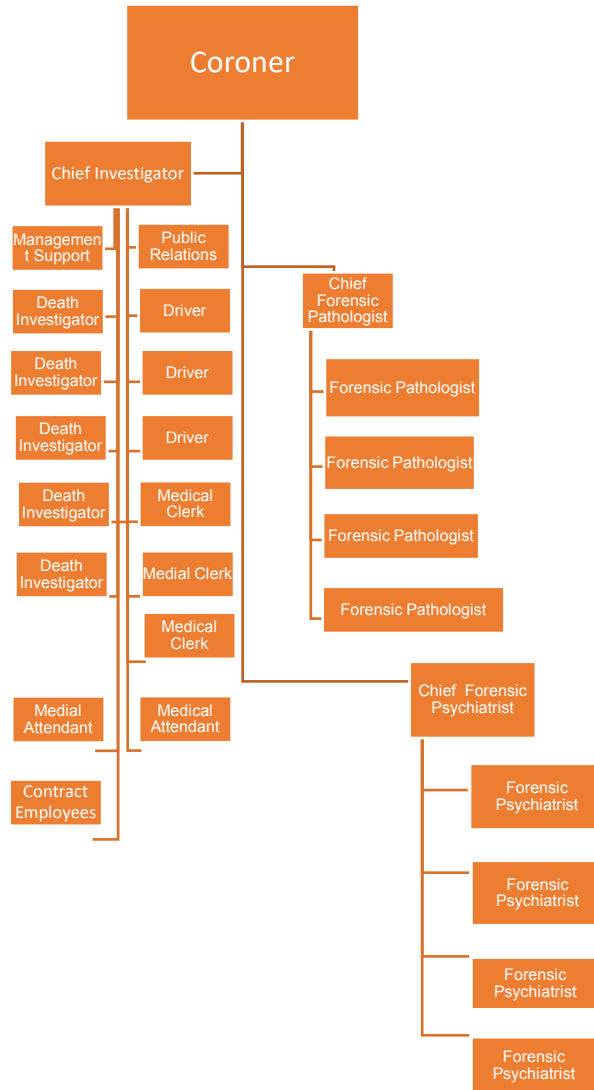 Coroner
Chief Investigator
Managemen
t Support
Public
Relations
Death
Investigator
Driver
Death
Investigator
Driver
Death
Investigator
Driver
Death
Investigator
Medical
Clerk
Death
Investigator
Medial Clerk
Medical
Clerk
Medial
Attendant
Medical
Attendant
Contract
Employees
Chief
Forensic
Pathologist
Forensic Pathologist
Forensic Pathologist
Forensic Pathologist
Forensic Pathologist
Chief Forensic
Psychiatrist
Forensic
Psychiatrist
Forensic
Psychiatrist
Forensic
Psychiatrist
Forensic
Psychiatrist